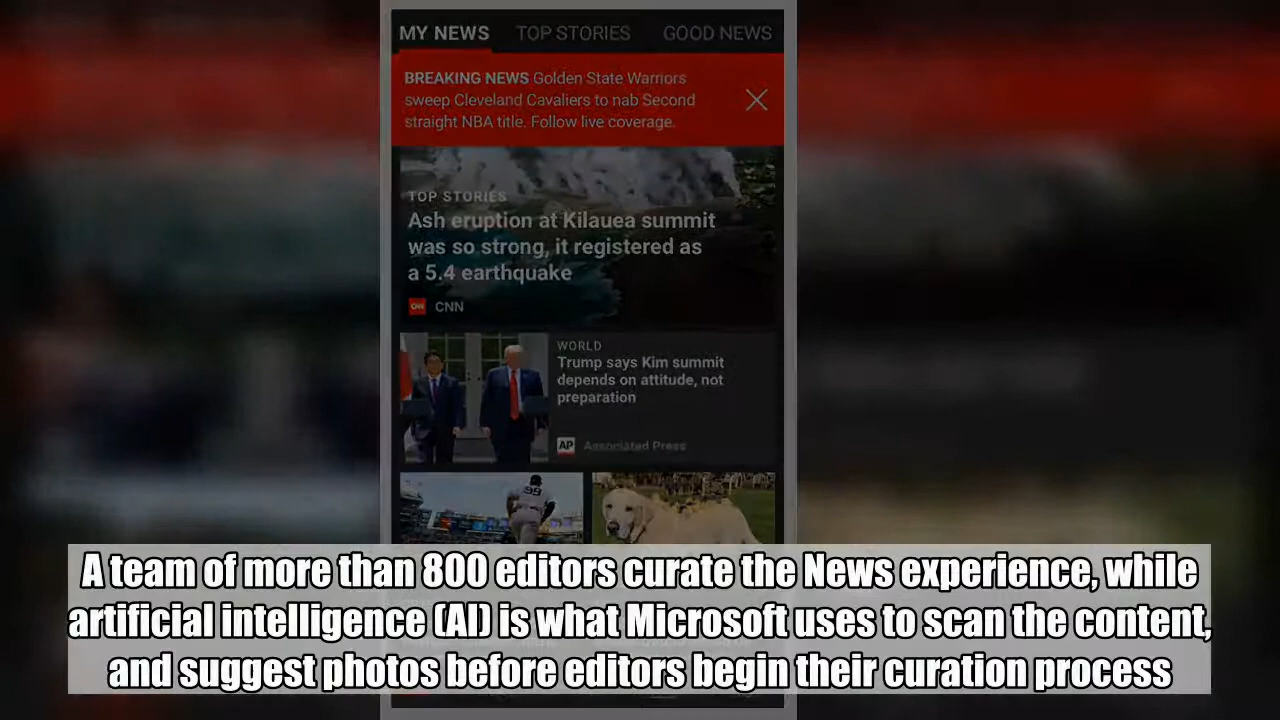 MY NEWS TOP STORIES GOOD NEWS
BREAKING NEWS Golden State Warriors
sweep Cleveland Cavaliers to nab Second
straight NBA title. Follow live coverage.
TOP STORIES
Ash eruption at Kilauea summit
was so strong, it registered as
a 5.4 earthquake
CNN CNN
WORLD
Trump says Kim summit
depends on attitude, not
preparation
AP Associated Press
99
A team of more than 800 editors curate the News experience, while
artificial intelligence (AI) is what Microsoft uses to scan the content,
and suggest photos before editors begin their curation process